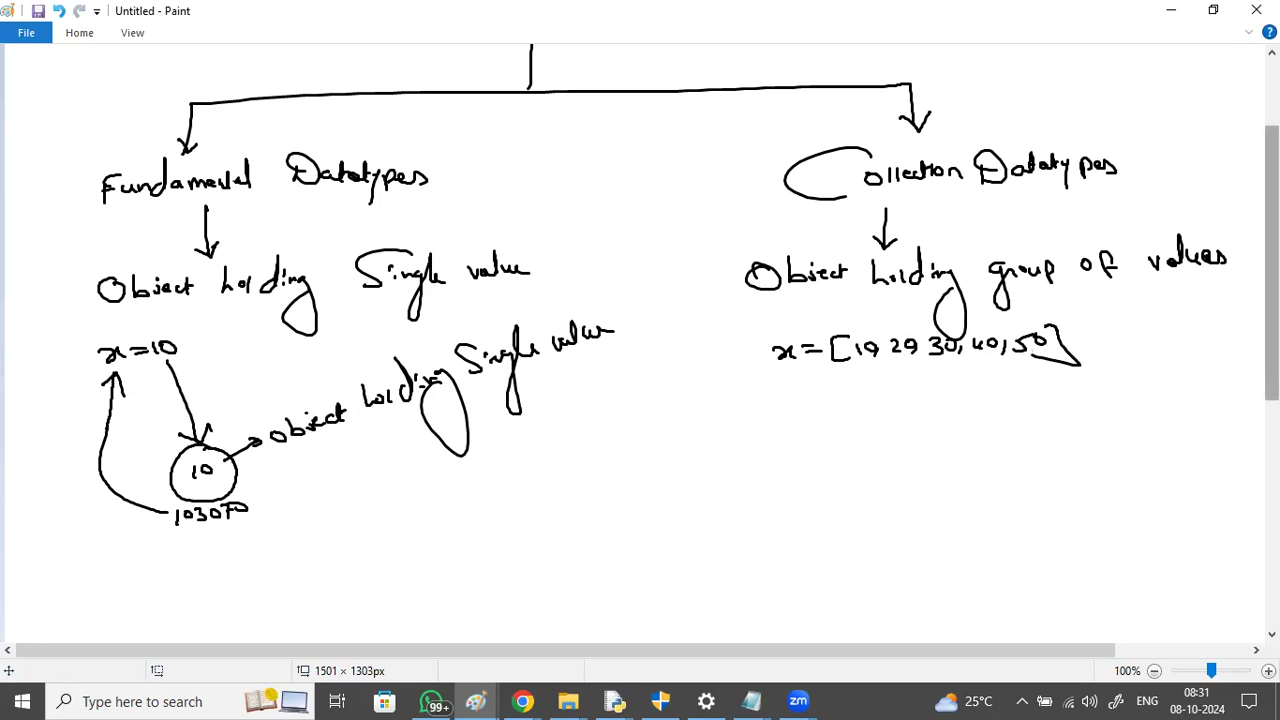 Untitled - Paint
File Home View
Fundamental Datatypes
Collection Datatypes
Object holding Single value
Object holding group of values
x=10
object holding Single value
x=[10,20,30,40,50]
10
1030F0
1501 × 1303px
100%
Type here to search
99+
zm
25°C
ENG
08:31
08-10-2024